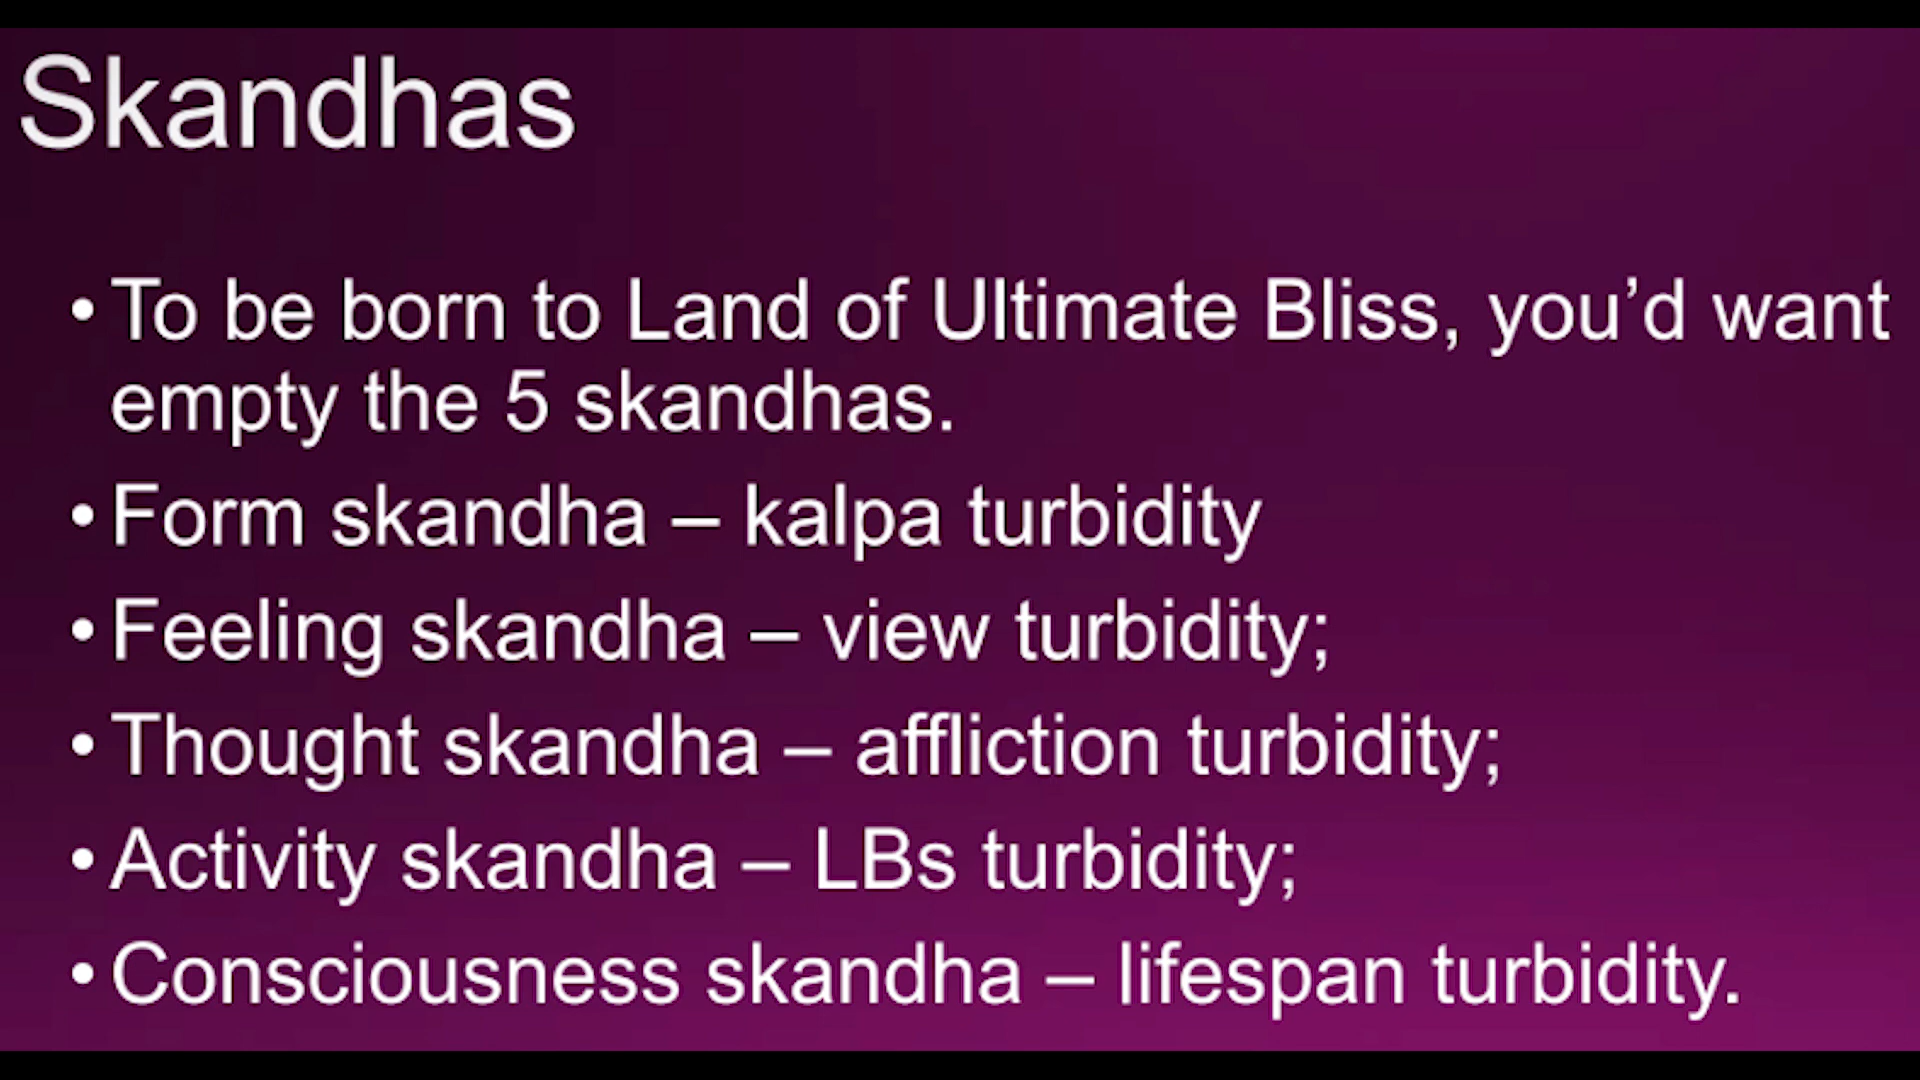 Skandhas
• To be born to Land of Ultimate Bliss, you’d want
empty the 5 skandhas.
• Form skandha – kalpa turbidity
• Feeling skandha – view turbidity;
• Thought skandha – affliction turbidity;
• Activity skandha – LBs turbidity;
• Consciousness skandha – lifespan turbidity.